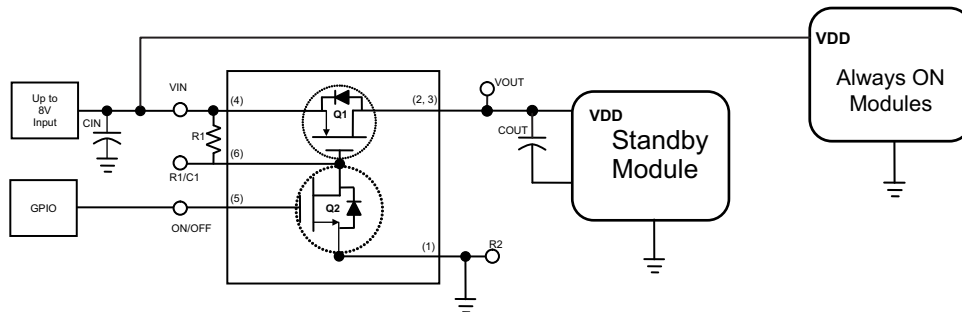 VDD
Always ON
Modules
Up to
8V
Input
CIN
VIN
(4)
Q1
(2, 3)
VOUT
COUT
VDD
Standby
Module
R1
(6)
R1/C1
GPIO
(5)
ON/OFF
Q2
(1)
R2